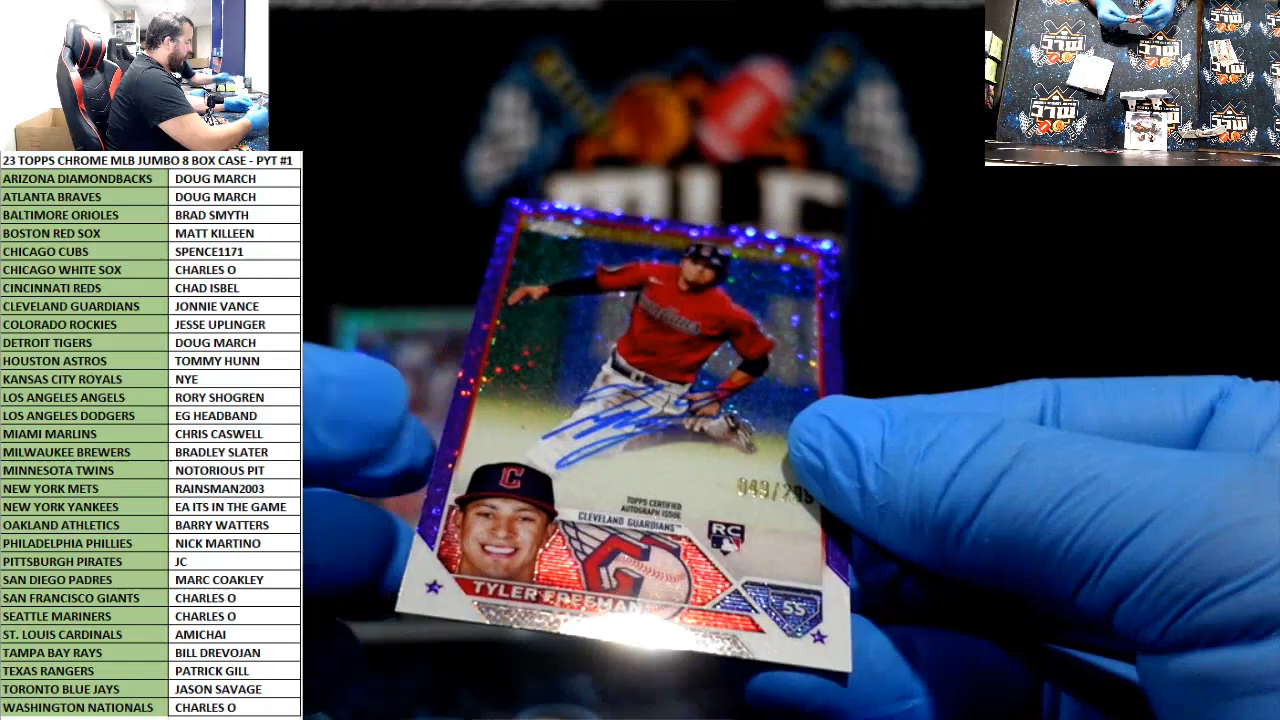 23 TOPPS CHROME MLB JUMBO 8 BOX CASE - PYT #1
ARIZONA DIAMONDBACKS DOUG MARCH
ATLANTA BRAVES DOUG MARCH
BALTIMORE ORIOLES BRAD SMYTH
BOSTON RED SOX MATT KILLEEN
CHICAGO CUBS SPENCE1171
CHICAGO WHITE SOX CHARLES O
CINCINNATI REDS CHAD ISBEL
CLEVELAND GUARDIANS JONNIE VANCE
COLORADO ROCKIES JESSE UPLINGER
DETROIT TIGERS DOUG MARCH
HOUSTON ASTROS TOMMY HUNN
KANSAS CITY ROYALS NYE
LOS ANGELES ANGELS RORY SHOGREN
LOS ANGELES DODGERS EG HEADBAND
MIAMI MARLINS CHRIS CASWELL
MILWAUKEE BREWERS BRADLEY SLATER
MINNESOTA TWINS NOTORIOUS PIT
NEW YORK METS RAINSMAN2003
NEW YORK YANKEES EA ITS IN THE GAME
OAKLAND ATHLETICS BARRY WATTERS
PHILADELPHIA PHILLIES NICK MARTINO
PITTSBURGH PIRATES JC
SAN DIEGO PADRES MARC COAKLEY
SAN FRANCISCO GIANTS CHARLES O
SEATTLE MARINERS CHARLES O
ST. LOUIS CARDINALS AMICHAI
TAMPA BAY RAYS BILL DREVOJAN
TEXAS RANGERS PATRICK GILL
TORONTO BLUE JAYS JASON SAVAGE
WASHINGTON NATIONALS CHARLES O
C
049/299
TOPPS CERTIFIED
AUTOGRAPH ISSUE
CLEVELAND GUARDIANS
RC
TYLER FREEMAN
SS